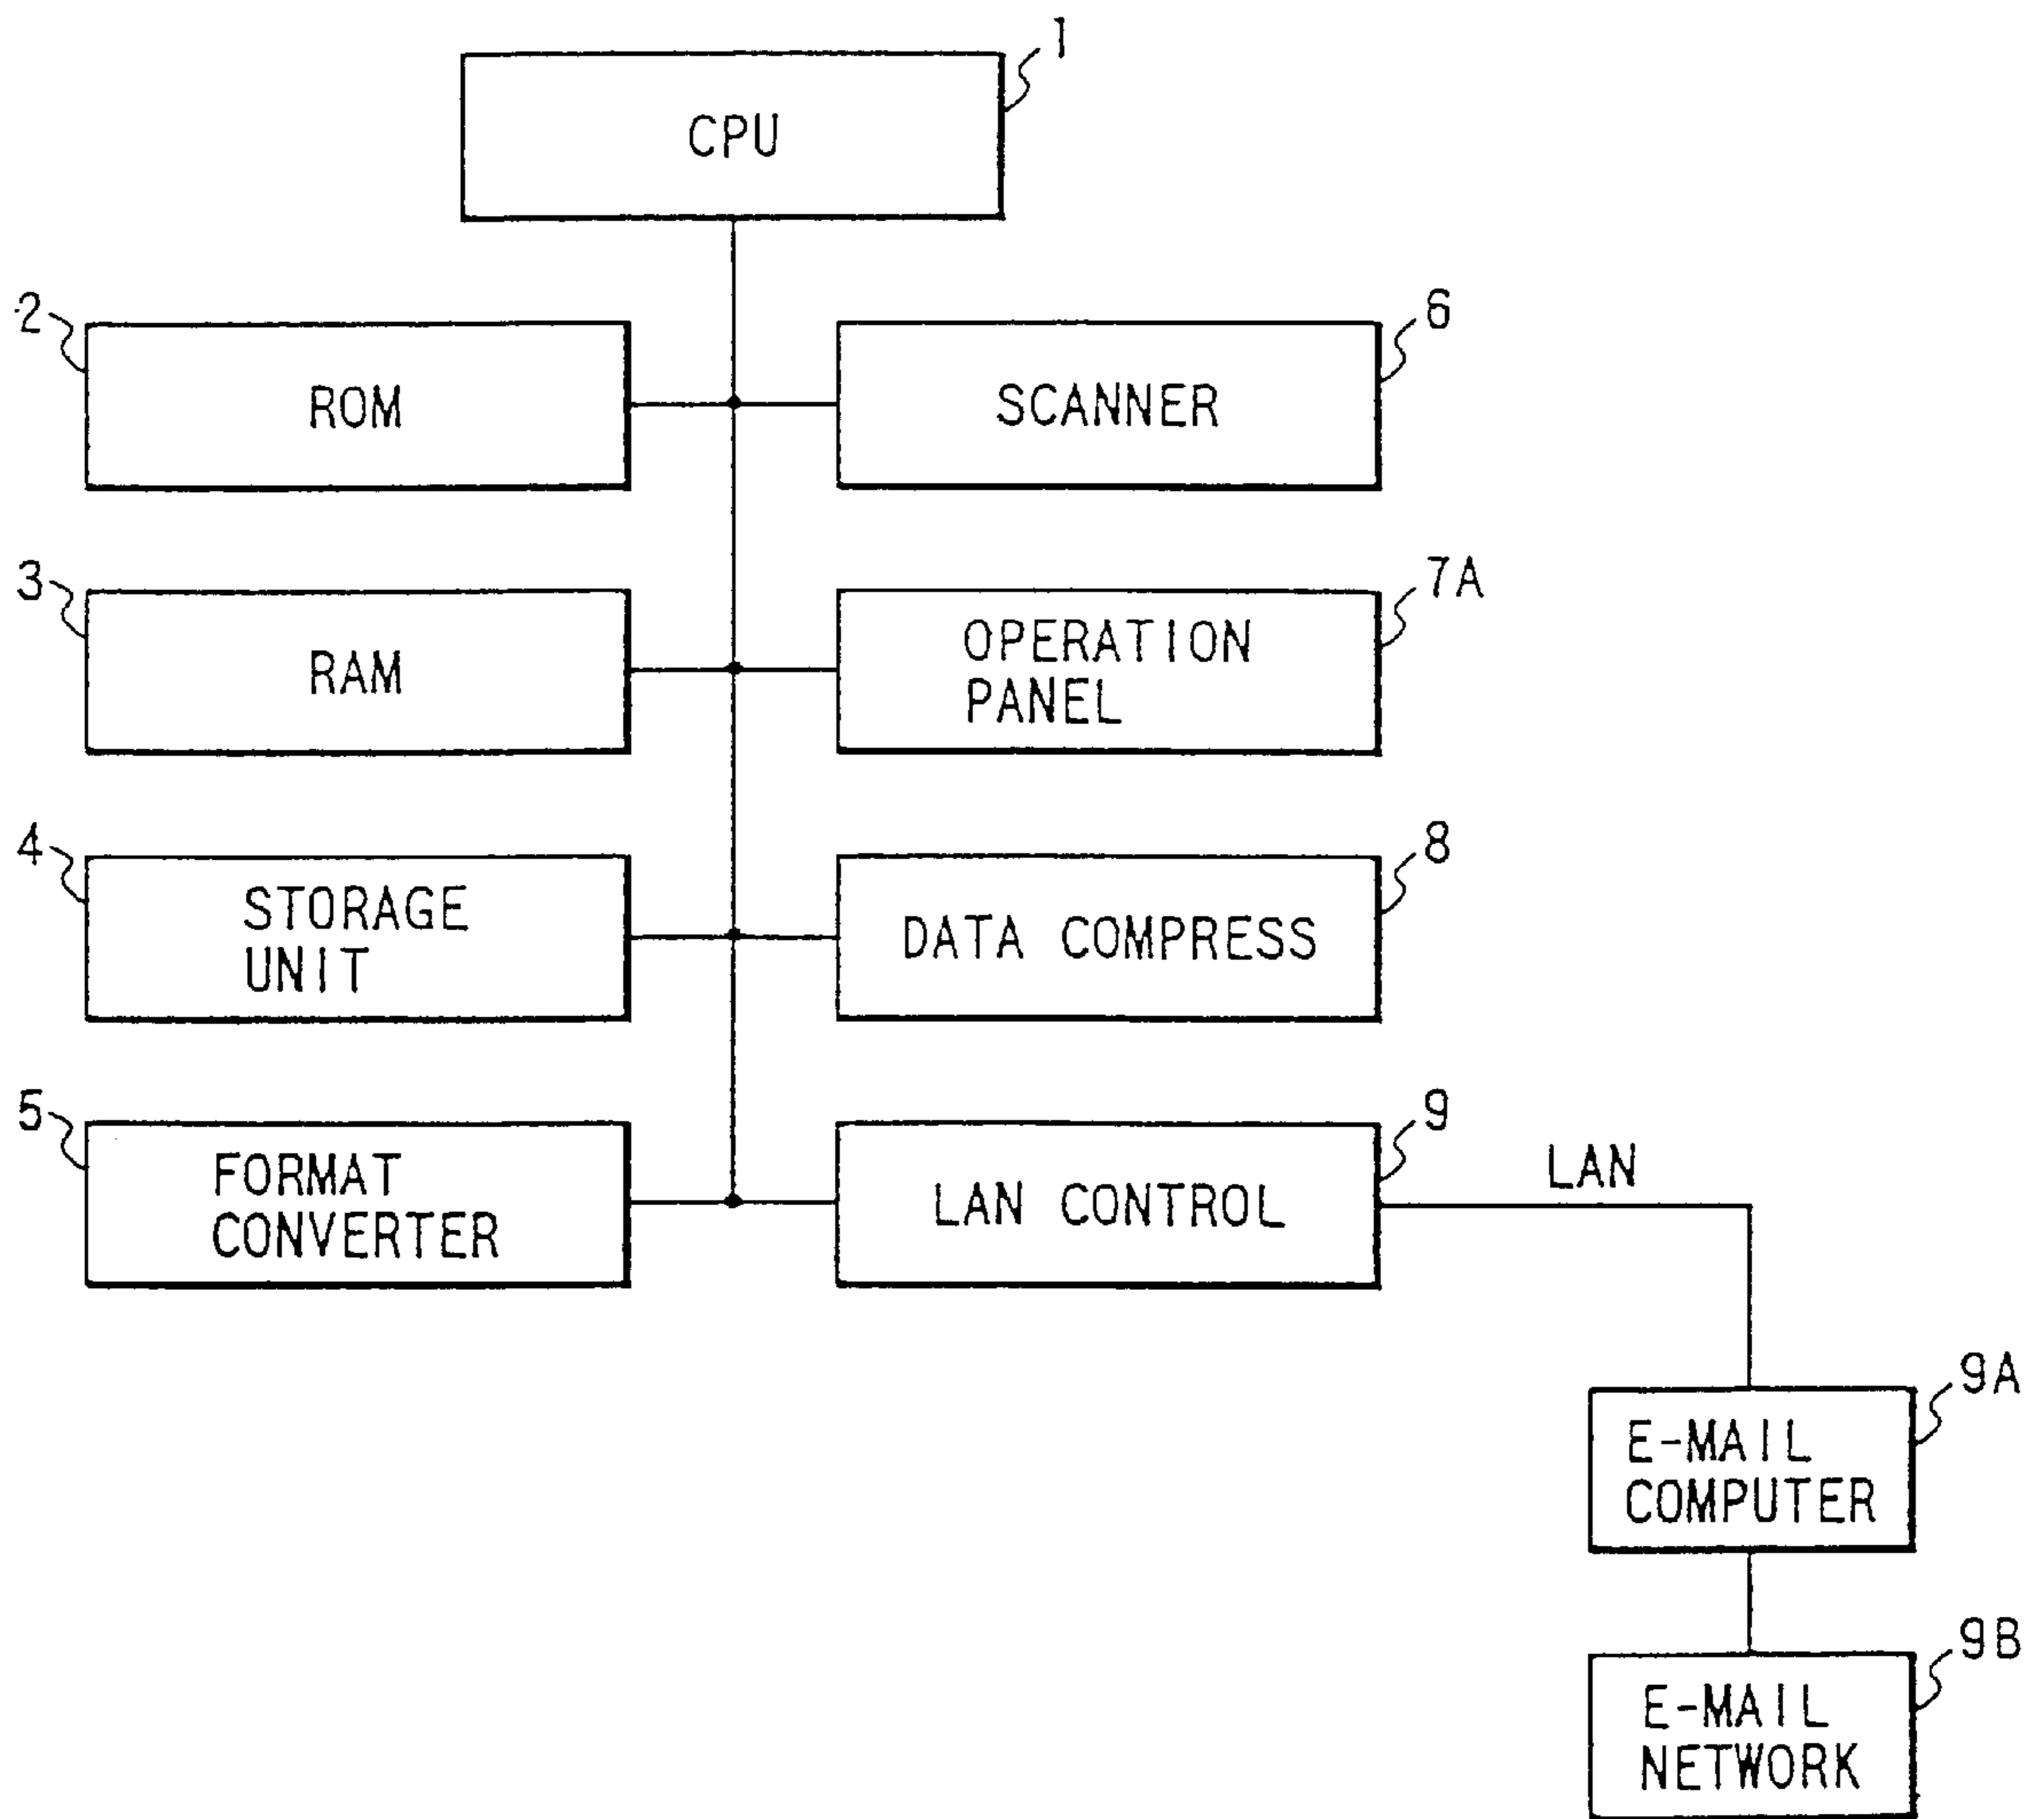 1
CPU
2
ROM
6
SCANNER
3
RAM
7A
OPERATION
PANEL
4
STORAGE
UNIT
8
DATA COMPRESS
5
FORMAT
CONVERTER
9
LAN CONTROL
LAN
9A
E-MAIL
COMPUTER
9B
E-MAIL
NETWORK